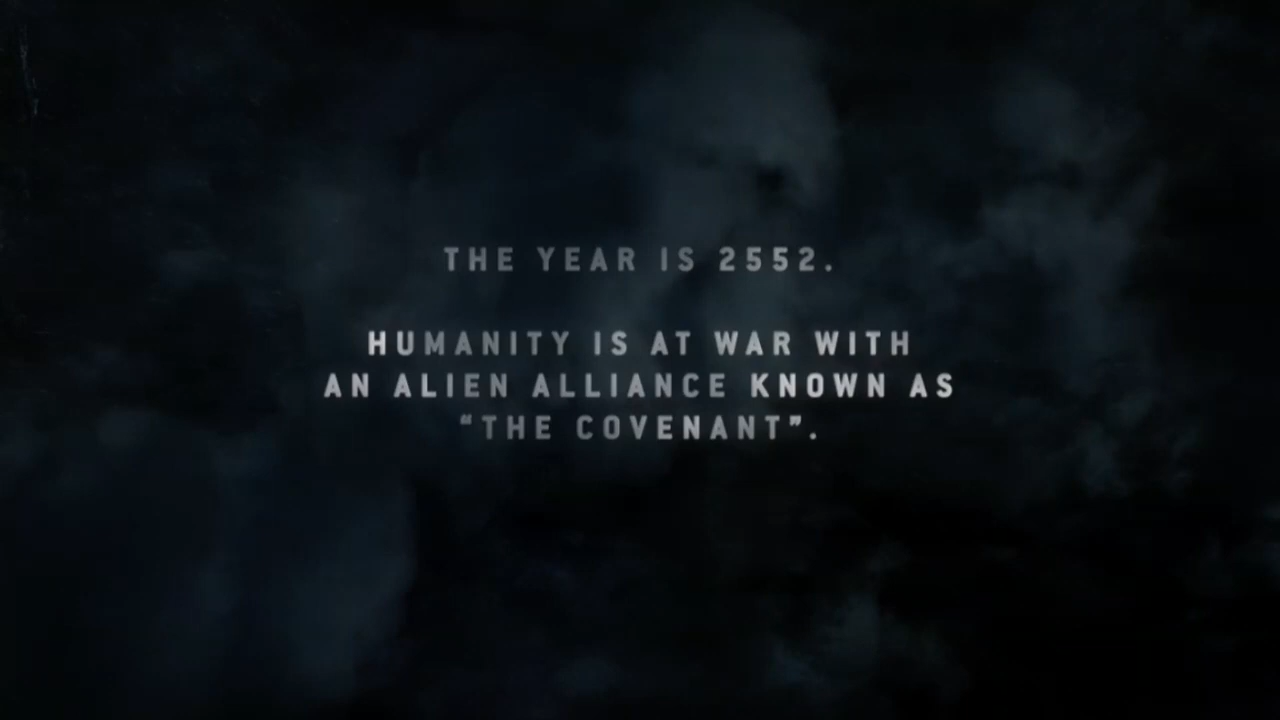 THE YEAR IS 2552.
HUMANITY IS AT WAR WITH
AN ALIEN ALLIANCE KNOWN AS
“THE COVENANT”.